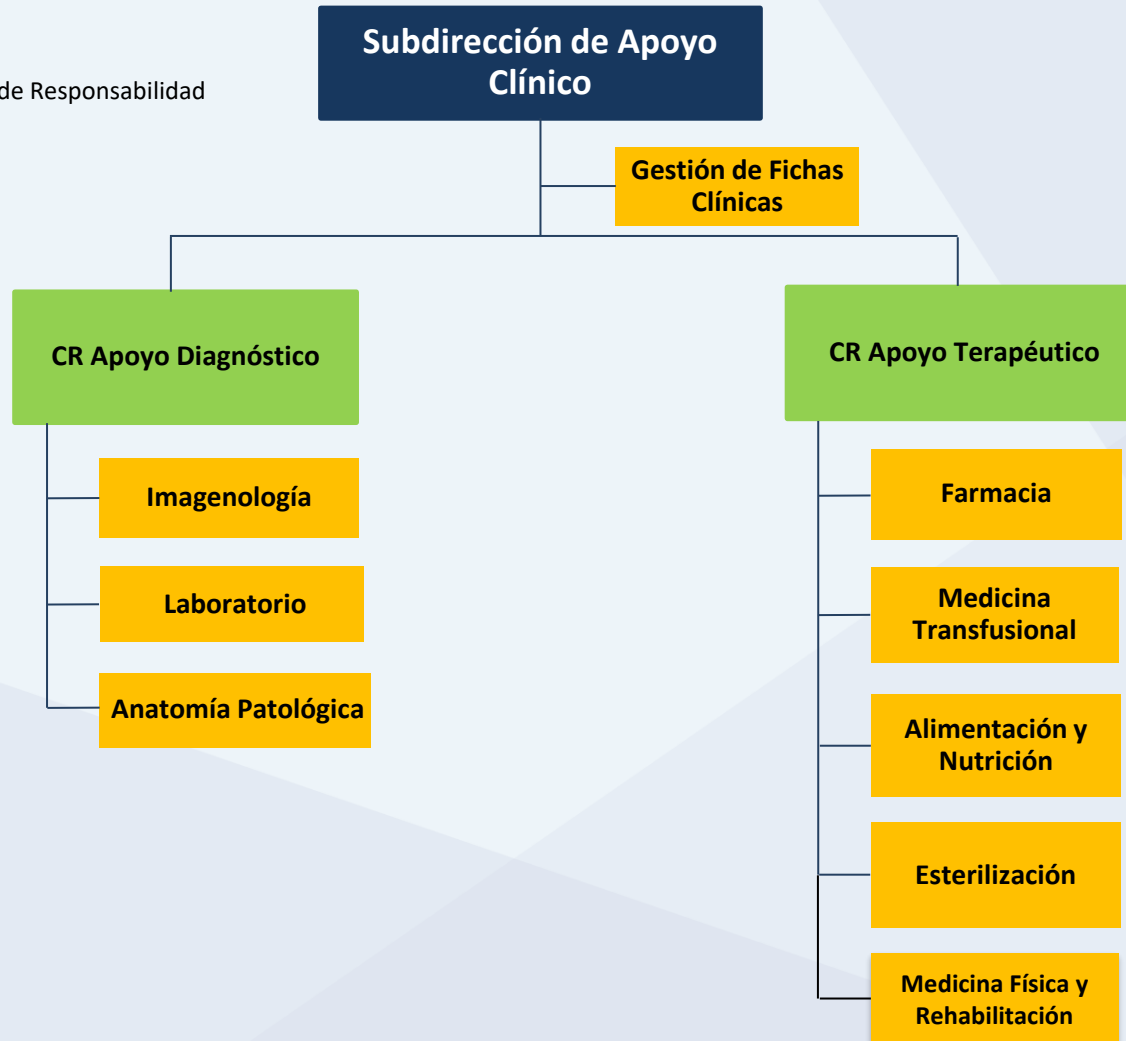 Subdirección de Apoyo
Clínico
de Responsabilidad
Gestión de Fichas
Clínicas
CR Apoyo Diagnóstico
CR Apoyo Terapéutico
Imagenología
Laboratorio
Anatomía Patológica
Farmacia
Medicina
Transfusional
Alimentación y
Nutrición
Esterilización
Medicina Física y
Rehabilitación